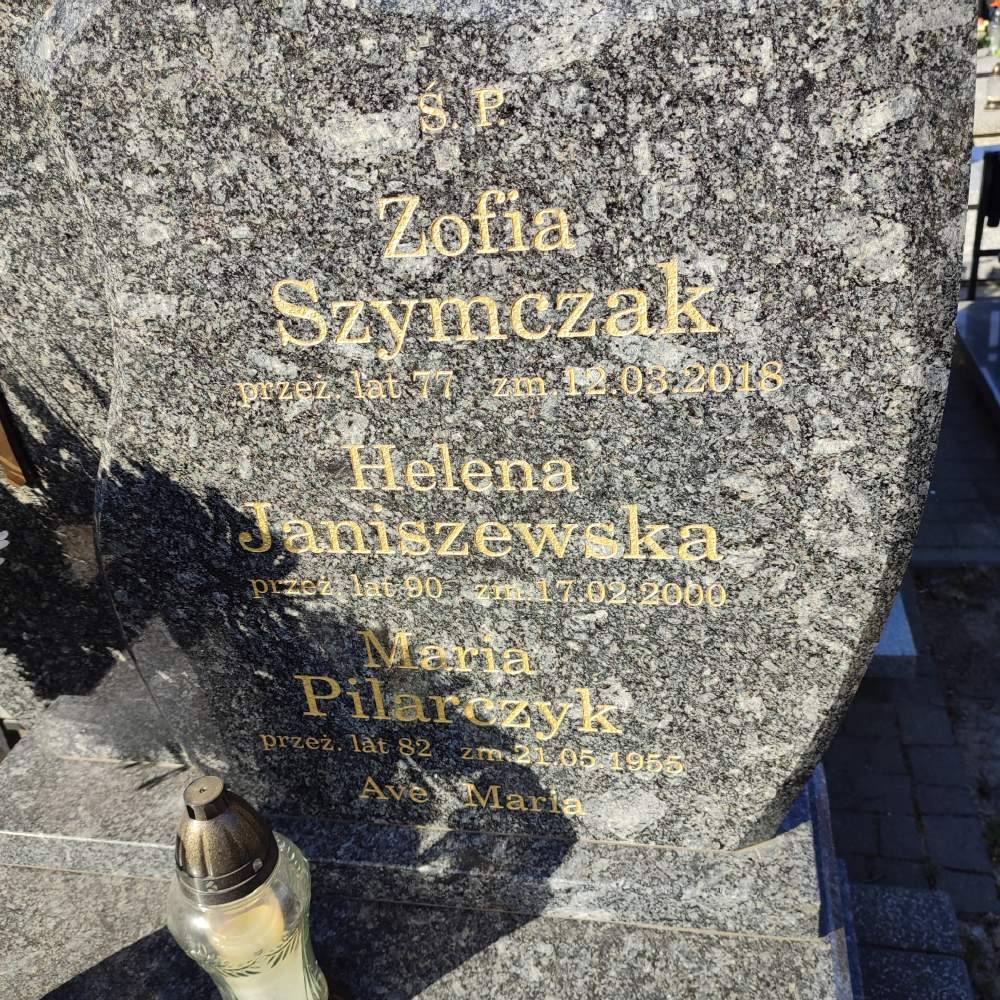 Ś. P.
Zofia
Szymczak
przeż. lat 77 zm. 12.03.2018
Helena
Janiszewska
przeż. lat 90 zm. 17.02.2000
Maria
Pilarczyk
przeż. lat 82 zm. 21.05.1955
Ave Maria